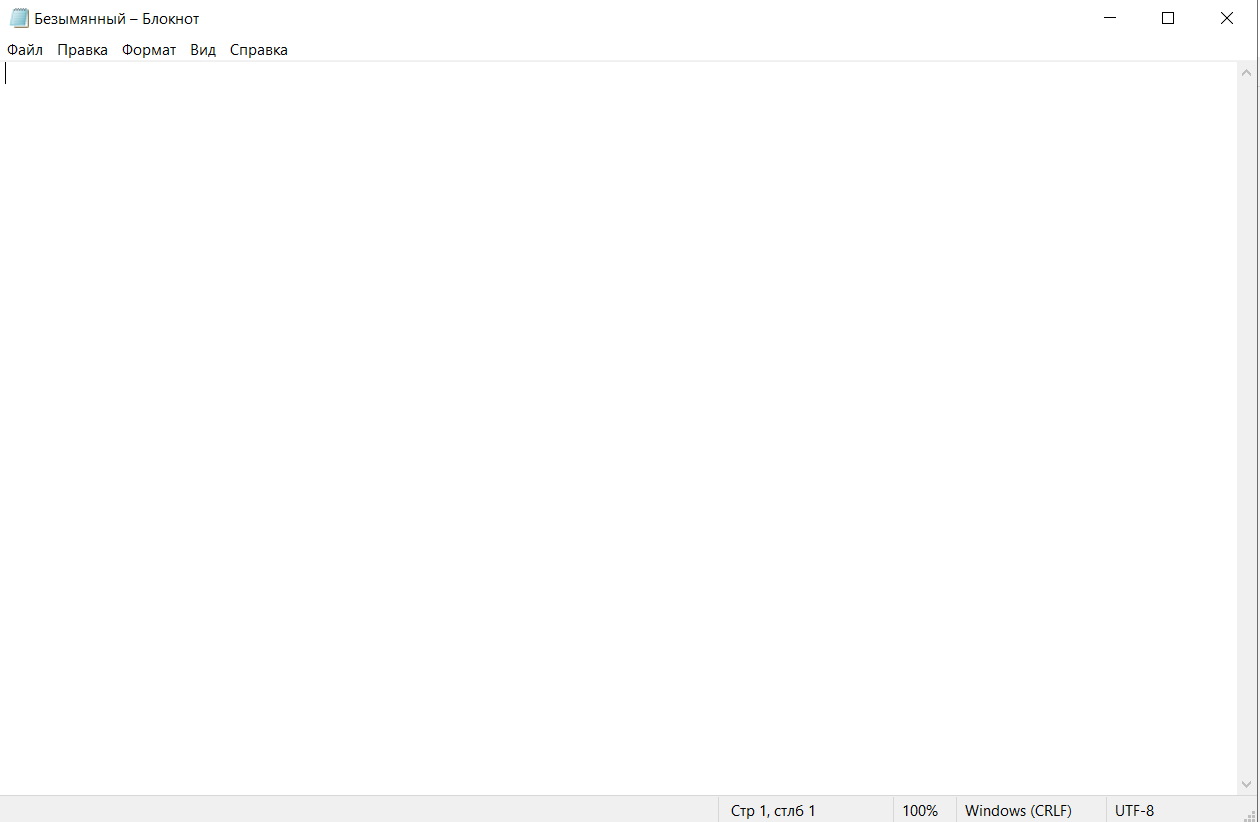 Безымянный – Блокнот
Файл Правка Формат Вид Справка
Стр 1, стлб 1 100% Windows (CRLF) UTF-8